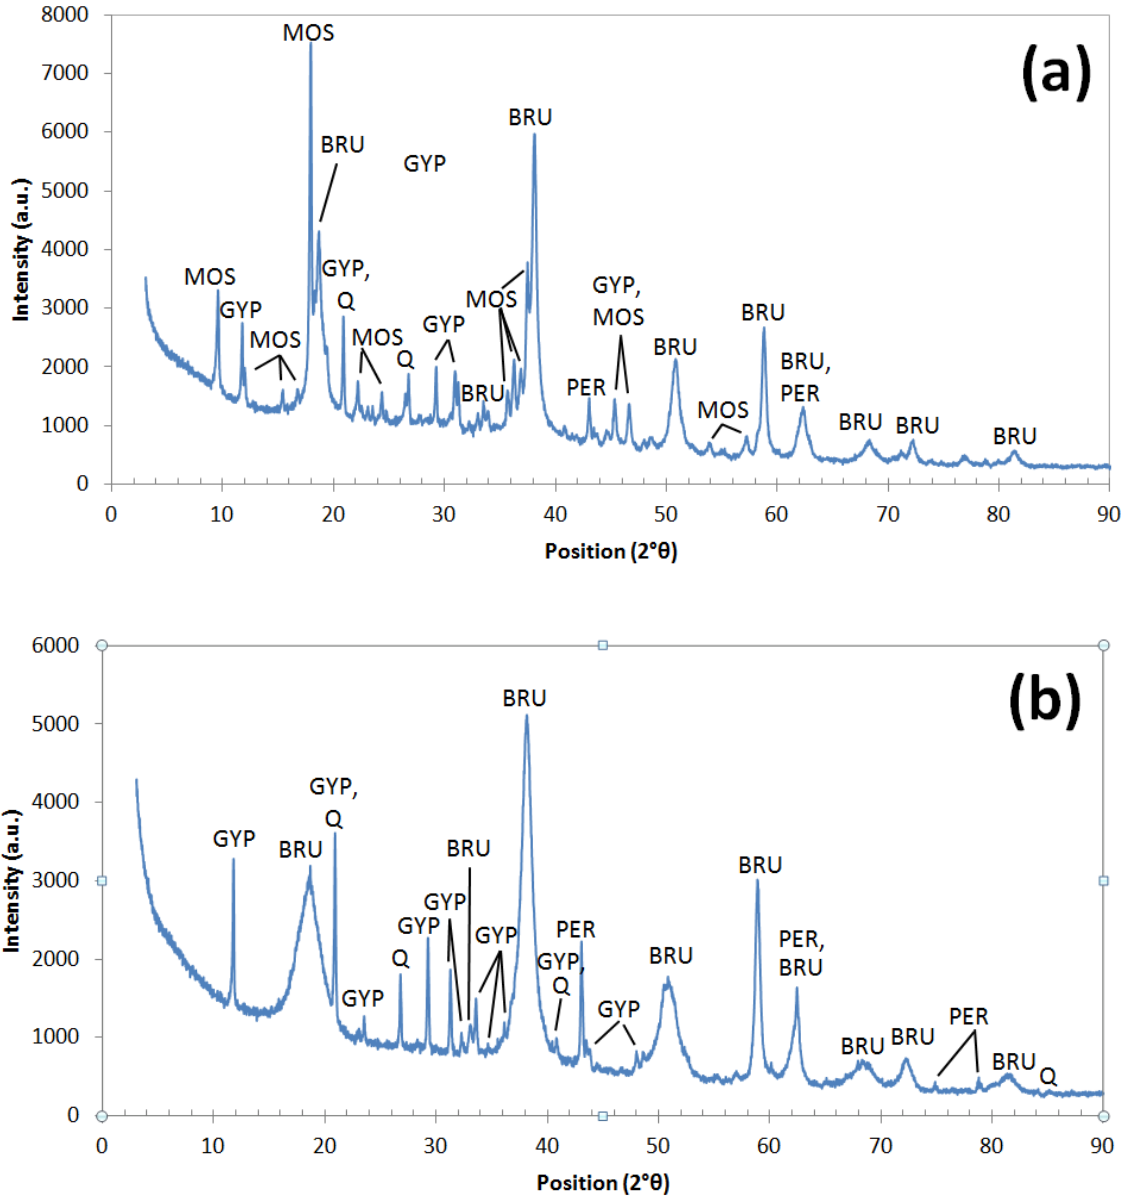 8000
MOS
(a)
7000
6000
BRU
BRU
GYP
5000
4000
GYP,
MOS
Q
GYP,
MOS
3000
GYP
MOS
GYP
BRU
BRU,
PER
MOS
MOS
Q
BRU
2000
BRU
PER
MOS
BRU
BRU
BRU
1000
0
Intensity (a.u.)
0 10 20 30 40 50 60 70 80 90
Position (2°θ)
6000
(b)
BRU
5000
4000
GYP,
Q
GYP
BRU
BRU
BRU
3000
GYP
GYP
GYP
PER
PER,
BRU
2000
Q
GYP,
Q
BRU
GYP
GYP
PER
BRU
BRU
BRU
Q
1000
0
Intensity (a.u.)
0 10 20 30 40 50 60 70 80 90
Position (2°θ)